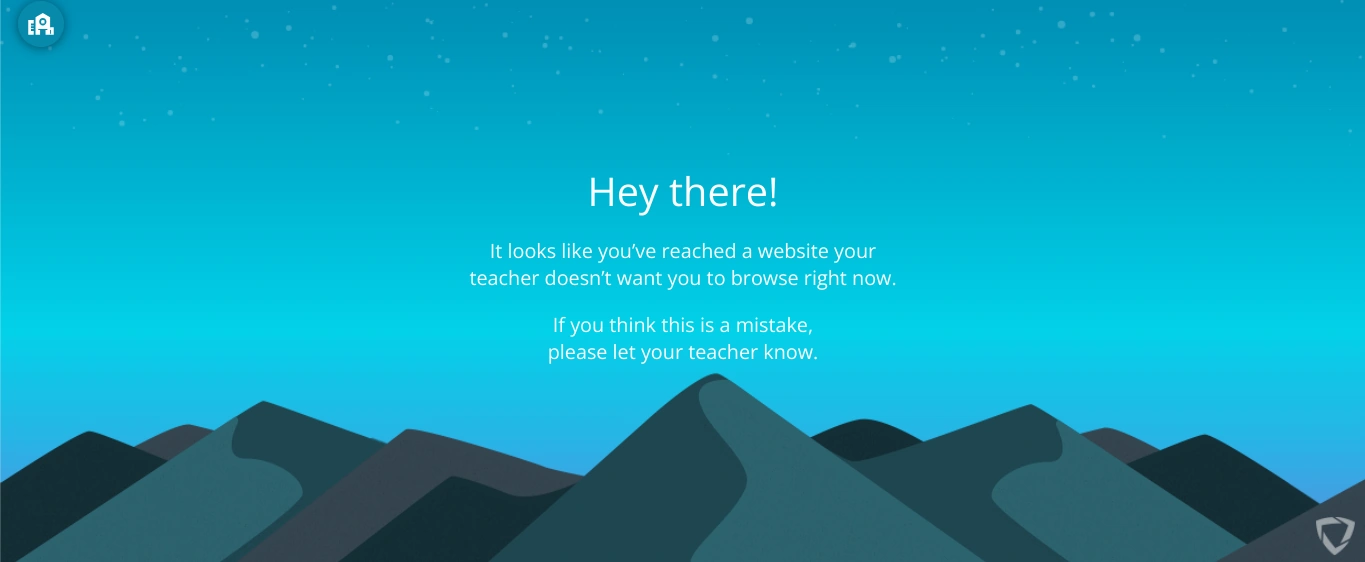 Hey there!
It looks like you’ve reached a website your
teacher doesn’t want you to browse right now.
If you think this is a mistake,
please let your teacher know.